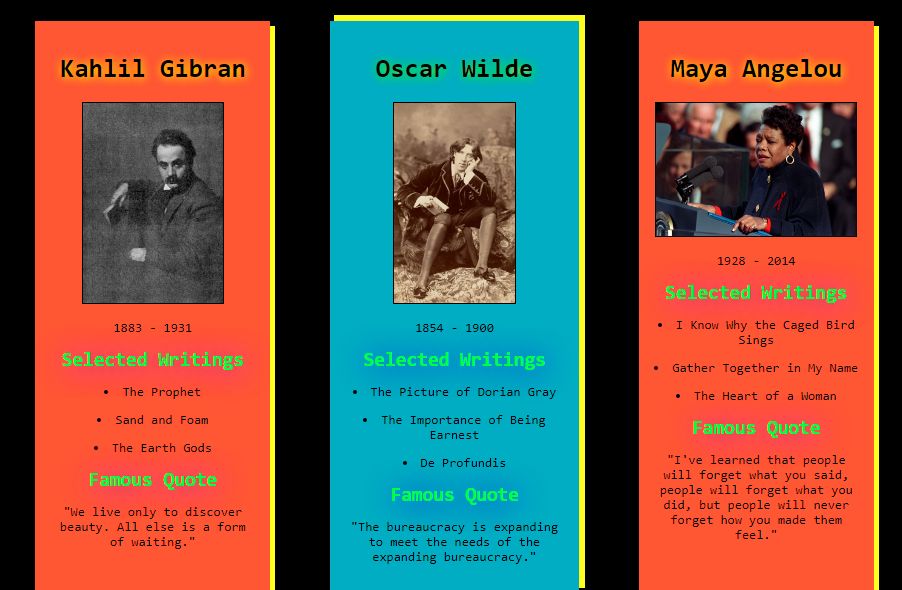 Kahlil Gibran
1883 - 1931
Selected Writings
• The Prophet
• Sand and Foam
• The Earth Gods
Famous Quote
"We live only to discover
beauty. All else is a form
of waiting."
Oscar Wilde
1854 - 1900
Selected Writings
• The Picture of Dorian Gray
• The Importance of Being
Earnest
• De Profundis
Famous Quote
"The bureaucracy is expanding
to meet the needs of the
expanding bureaucracy."
Maya Angelou
1928 - 2014
Selected Writings
• I Know Why the Caged Bird
Sings
• Gather Together in My Name
• The Heart of a Woman
Famous Quote
"I've learned that people
will forget what you said,
people will forget what you
did, but people will never
forget how you made them
feel."